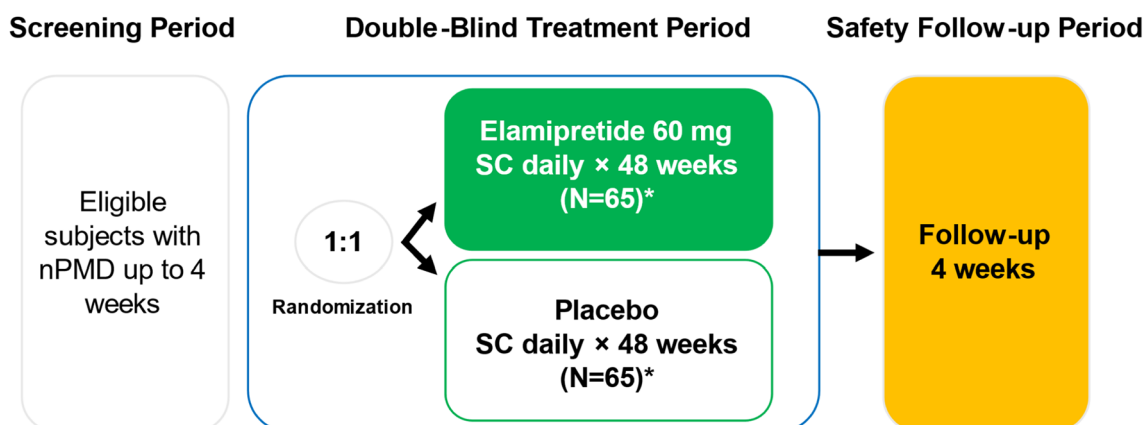 Screening Period
Double-Blind Treatment Period
Safety Follow-up Period
Eligible
subjects with
nPMD up to 4
weeks
1:1
Randomization
Elamipretide 60 mg
SC daily × 48 weeks
(N=65)*
Placebo
SC daily × 48 weeks
(N=65)*
Follow-up
4 weeks